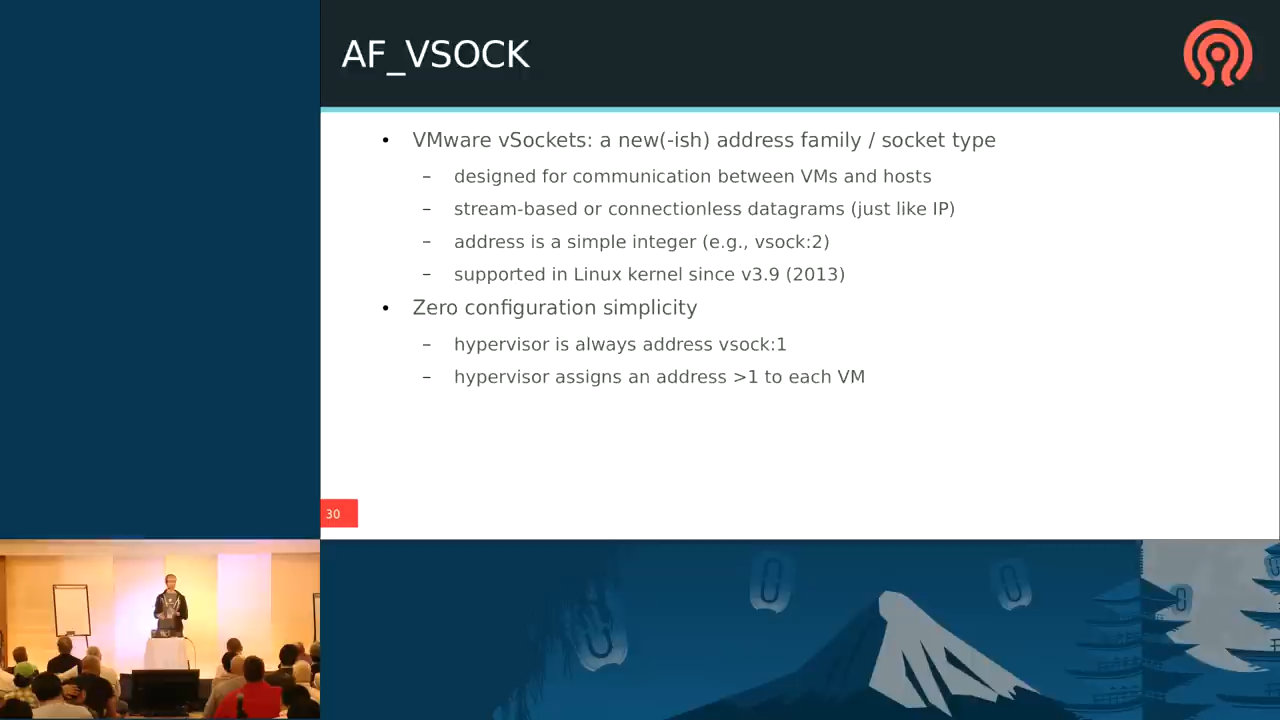 AF_VSOCK
• VMware vSockets: a new(-ish) address family / socket type
– designed for communication between VMs and hosts
– stream-based or connectionless datagrams (just like IP)
– address is a simple integer (e.g., vsock:2)
– supported in Linux kernel since v3.9 (2013)
• Zero configuration simplicity
– hypervisor is always address vsock:1
– hypervisor assigns an address >1 to each VM
30